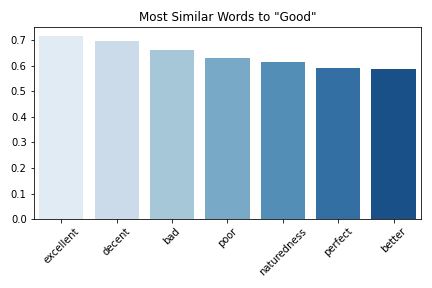 Most Similar Words to "Good"
0.7
0.6
0.5
0.4
0.3
0.2
0.1
0.0
excellent
decent
bad
poor
naturedness
perfect
better